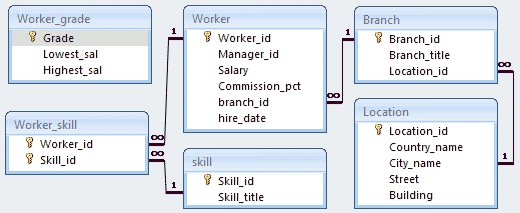 Worker_grade
Grade
Lowest_sal
Highest_sal
Worker
Worker_id
Manager_id
Salary
Commission_pct
branch_id
hire_date
Branch
Branch_id
Branch_title
Location_id
Worker_skill
Worker_id
Skill_id
skill
Skill_id
Skill_title
Location
Location_id
Country_name
City_name
Street
Building
1
∞
1
∞
∞
1
∞
1